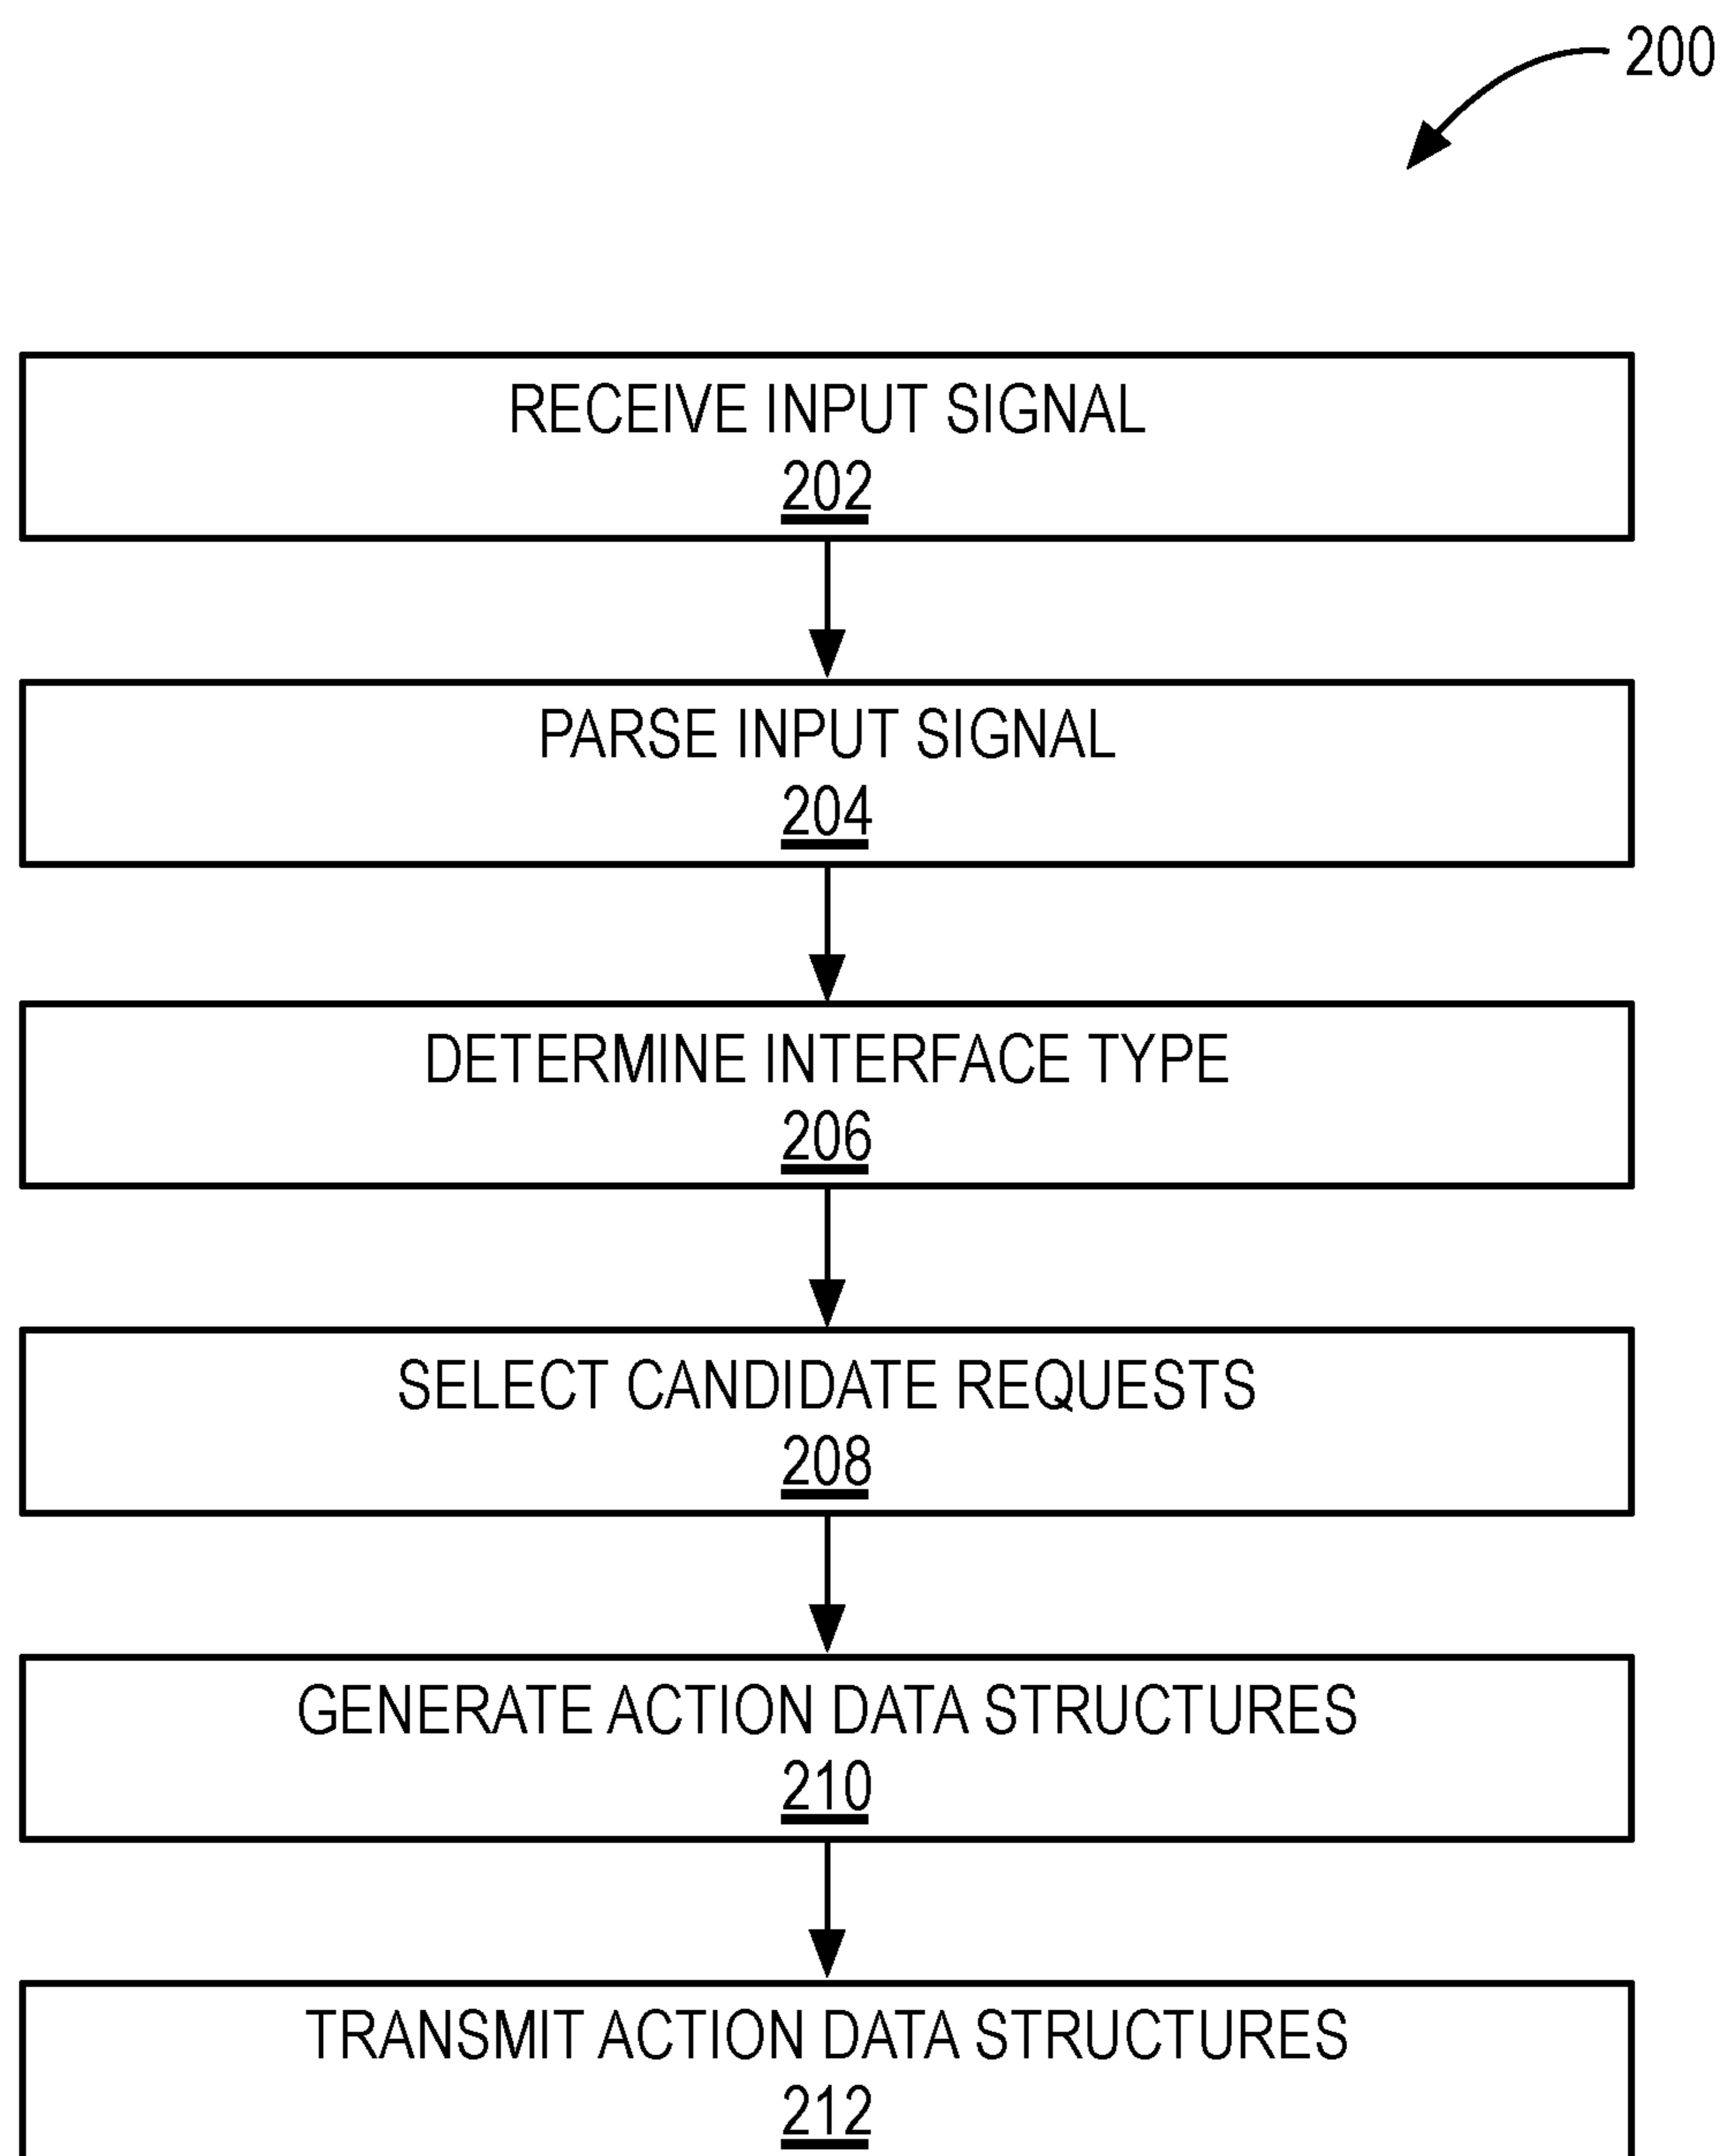 200
RECEIVE INPUT SIGNAL
202
PARSE INPUT SIGNAL
204
DETERMINE INTERFACE TYPE
206
SELECT CANDIDATE REQUESTS
208
GENERATE ACTION DATA STRUCTURES
210
TRANSMIT ACTION DATA STRUCTURES
212